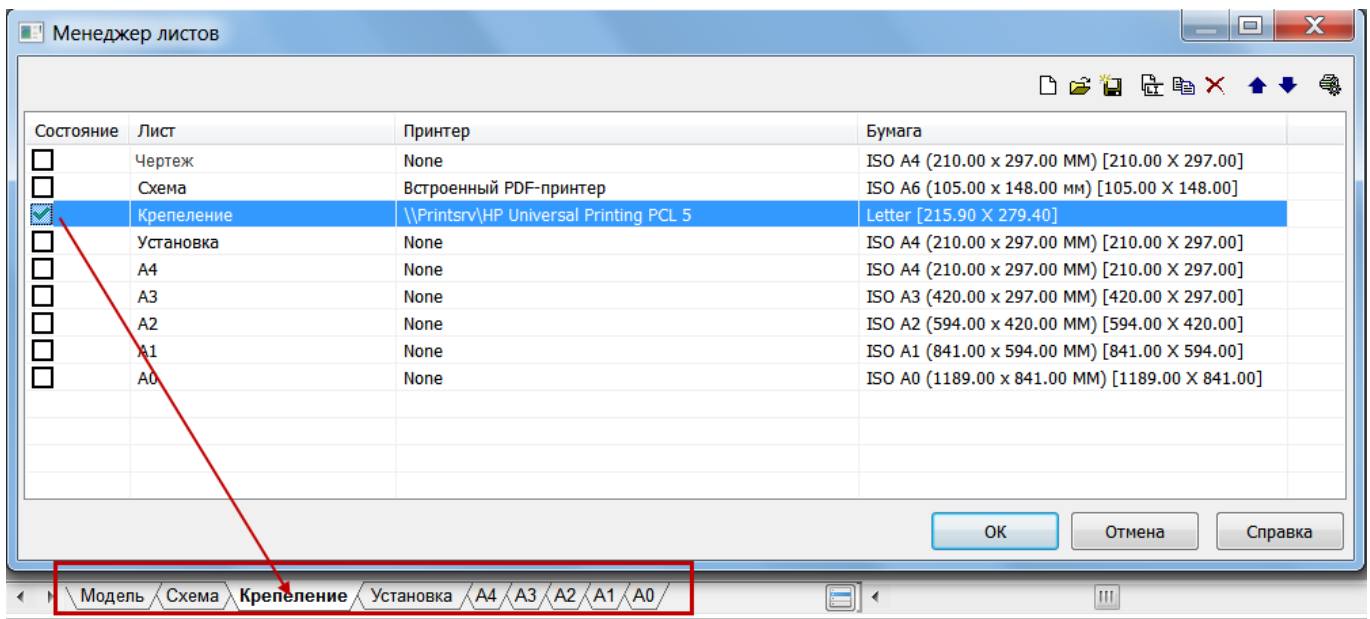 Менеджер листов
Состояние Лист Принтер Бумага
Чертеж None ISO A4 (210.00 x 297.00 MM) [210.00 X 297.00]
Схема Встроенный PDF-принтер ISO A6 (105.00 x 148.00 мм) [105.00 X 148.00]
Крепеление \\Printsrv\HP Universal Printing PCL 5 Letter [215.90 X 279.40]
Установка None ISO A4 (210.00 x 297.00 MM) [210.00 X 297.00]
A4 None ISO A4 (210.00 x 297.00 MM) [210.00 X 297.00]
A3 None ISO A3 (420.00 x 297.00 MM) [420.00 X 297.00]
A2 None ISO A2 (594.00 x 420.00 MM) [594.00 X 420.00]
A1 None ISO A1 (841.00 x 594.00 MM) [841.00 X 594.00]
A0 None ISO A0 (1189.00 x 841.00 MM) [1189.00 X 841.00]
ОК Отмена Справка
Модель Схема Крепеление Установка A4 A3 A2 A1 A0